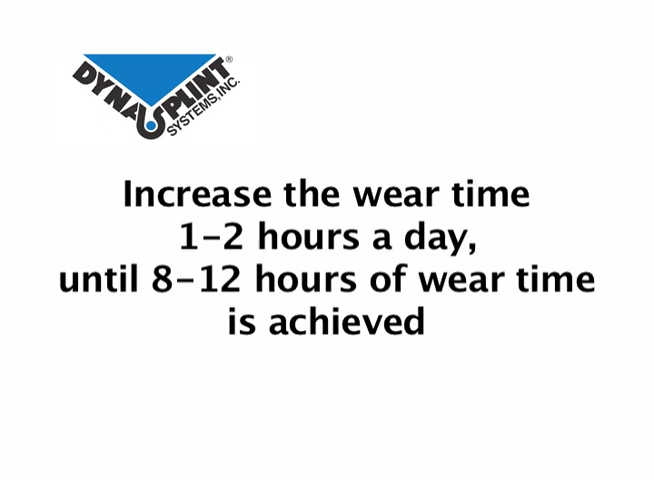 DYNASPLINT®
SYSTEMS, INC.
Increase the wear time
1-2 hours a day,
until 8-12 hours of wear time
is achieved